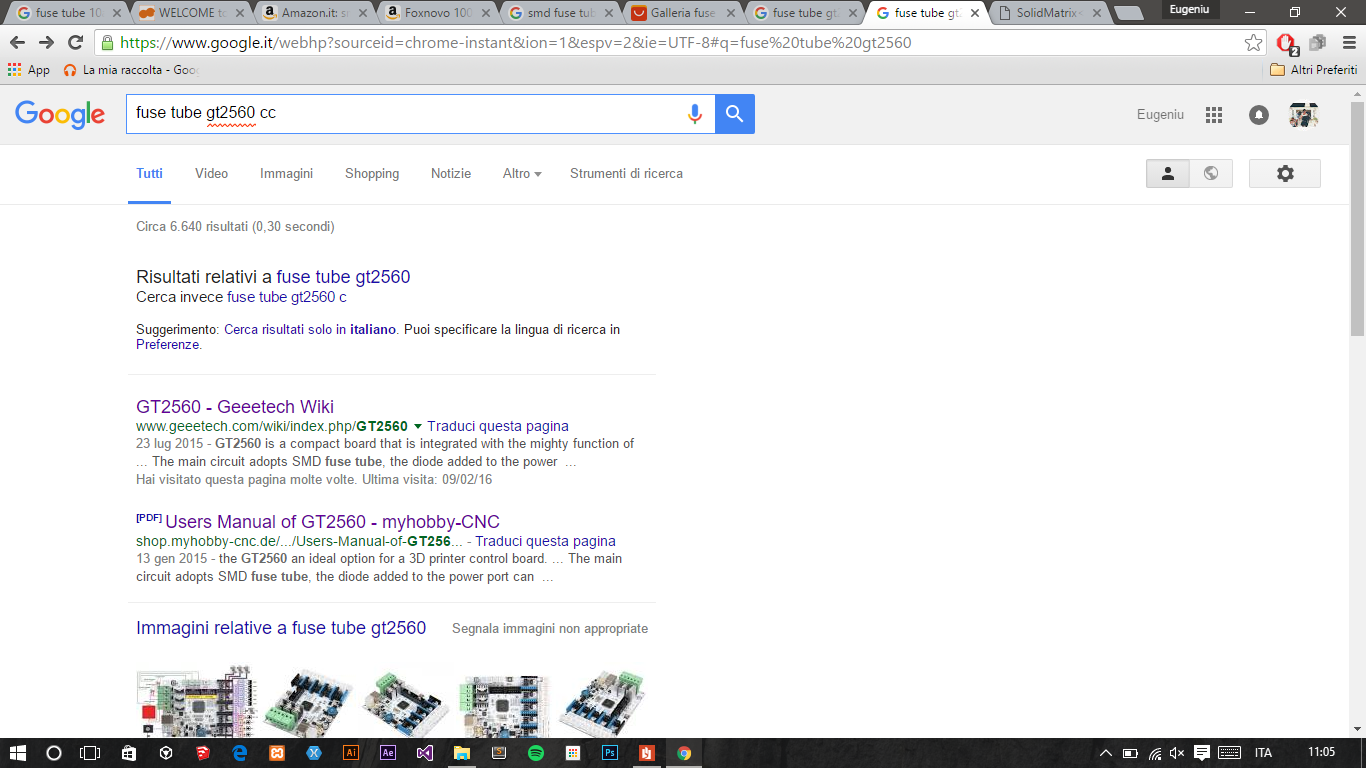 fuse tube 10
WELCOME to
Amazon.it: s
Foxnovo 100
smd fuse tub
Galleria fuse
fuse tube gt
fuse tube gt
SolidMatrix
Eugeniu
https://www.google.it/webhp?sourceid=chrome-instant&ion=1&espv=2&ie=UTF-8#q=fuse%20tube%20gt2560
2
App
La mia raccolta - Goo
Altri Preferiti
Google
fuse tube gt2560 cc
Eugeniu
Tutti Video Immagini Shopping Notizie Altro Strumenti di ricerca
Circa 6.640 risultati (0,30 secondi)
Risultati relativi a fuse tube gt2560
Cerca invece fuse tube gt2560 c
Suggerimento: Cerca risultati solo in italiano. Puoi specificare la lingua di ricerca in
Preferenze.
GT2560 - Geeetech Wiki
www.geeetech.com/wiki/index.php/GT2560 Traduci questa pagina
23 lug 2015 - GT2560 is a compact board that is integrated with the mighty function of
... The main circuit adopts SMD fuse tube, the diode added to the power ...
Hai visitato questa pagina molte volte. Ultima visita: 09/02/16
[PDF] Users Manual of GT2560 - myhobby-CNC
shop.myhobby-cnc.de/.../Users-Manual-of-GT256... - Traduci questa pagina
13 gen 2015 - the GT2560 an ideal option for a 3D printer control board. ... The main
circuit adopts SMD fuse tube, the diode added to the power port can ...
Immagini relative a fuse tube gt2560 Segnala immagini non appropriate
Ai
Ae
Ps
ITA
11:05